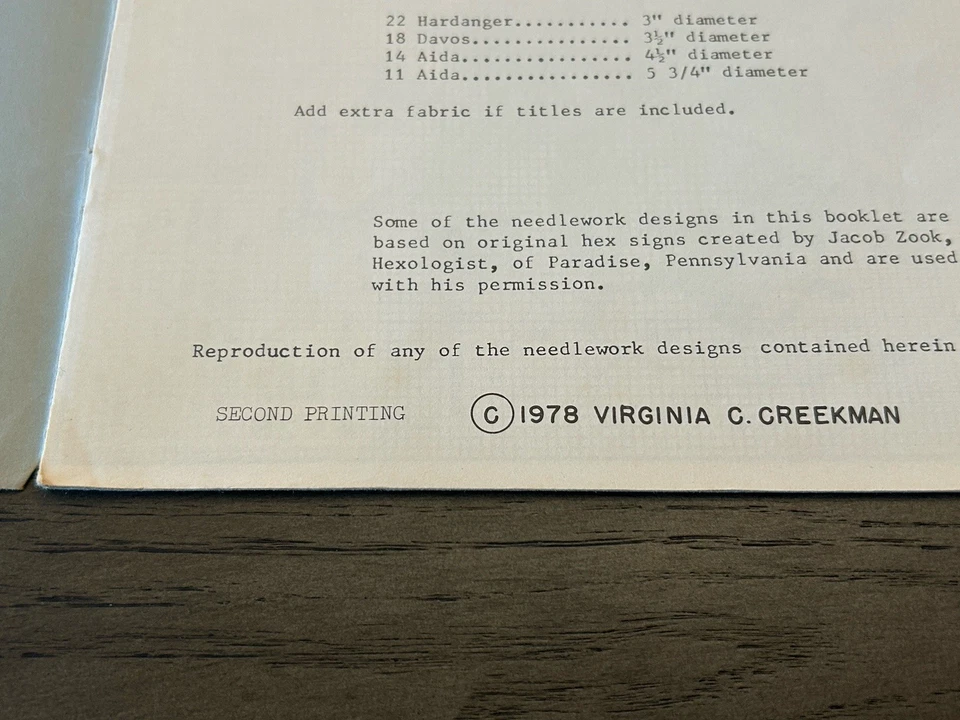 22 Hardanger........... 3" diameter
18 Davos............... 3½" diameter
14 Aida................ 4½" diameter
11 Aida................ 5 3/4" diameter
Add extra fabric if titles are included.
Some of the needlework designs in this booklet are
based on original hex signs created by Jacob Zook,
Hexologist, of Paradise, Pennsylvania and are used
with his permission.
Reproduction of any of the needlework designs contained herein
SECOND PRINTING © 1978 VIRGINIA C. CREEKMAN